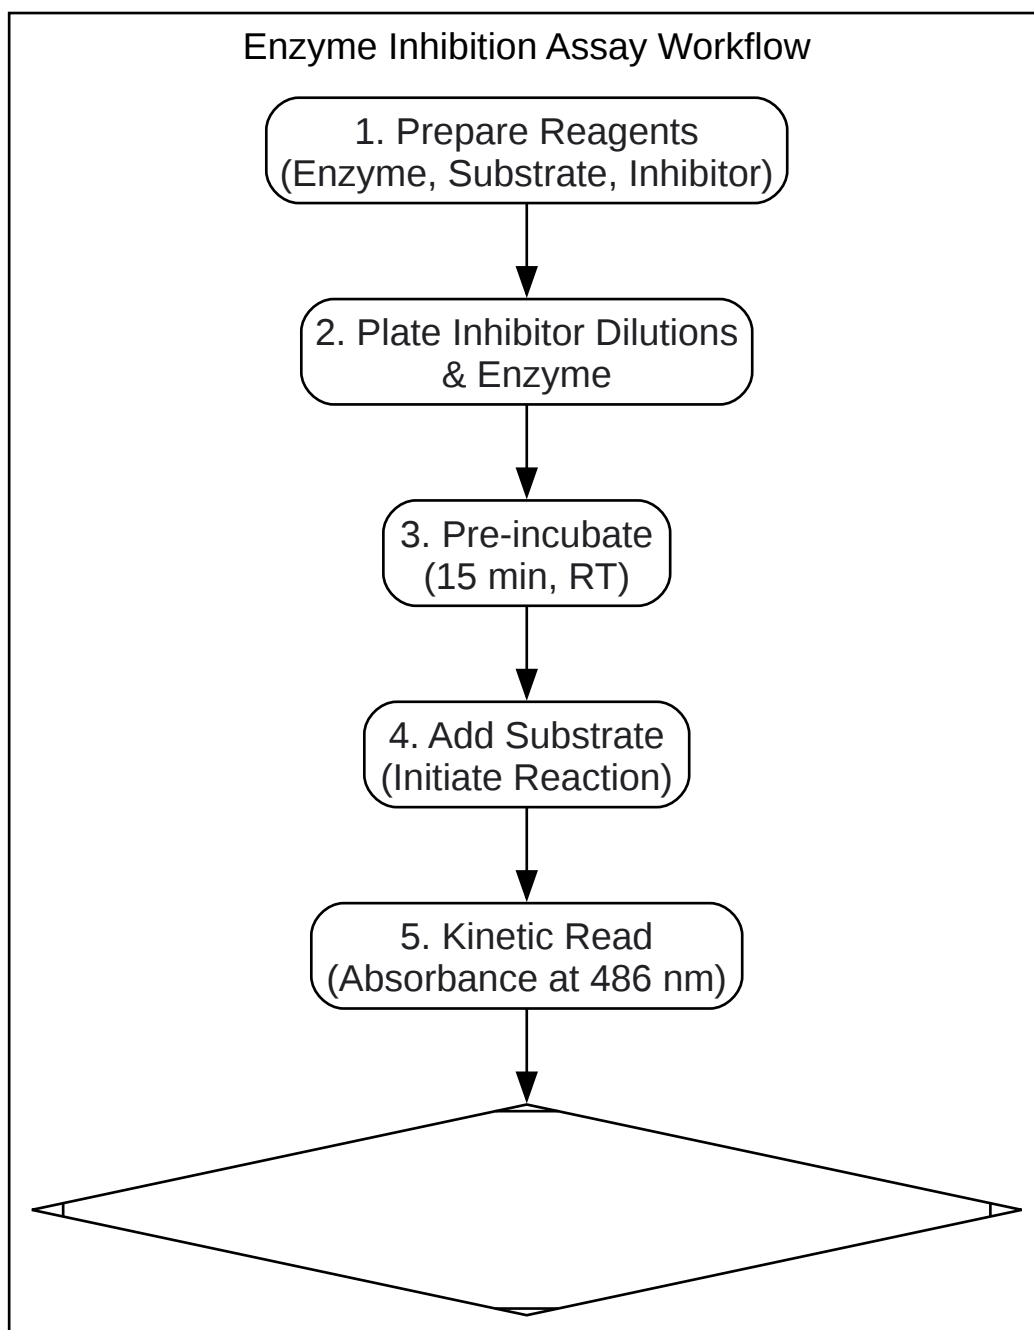 Enzyme Inhibition Assay Workflow
1. Prepare Reagents
(Enzyme, Substrate, Inhibitor)
2. Plate Inhibitor Dilutions
& Enzyme
3. Pre-incubate
(15 min, RT)
4. Add Substrate
(Initiate Reaction)
5. Kinetic Read
(Absorbance at 486 nm)